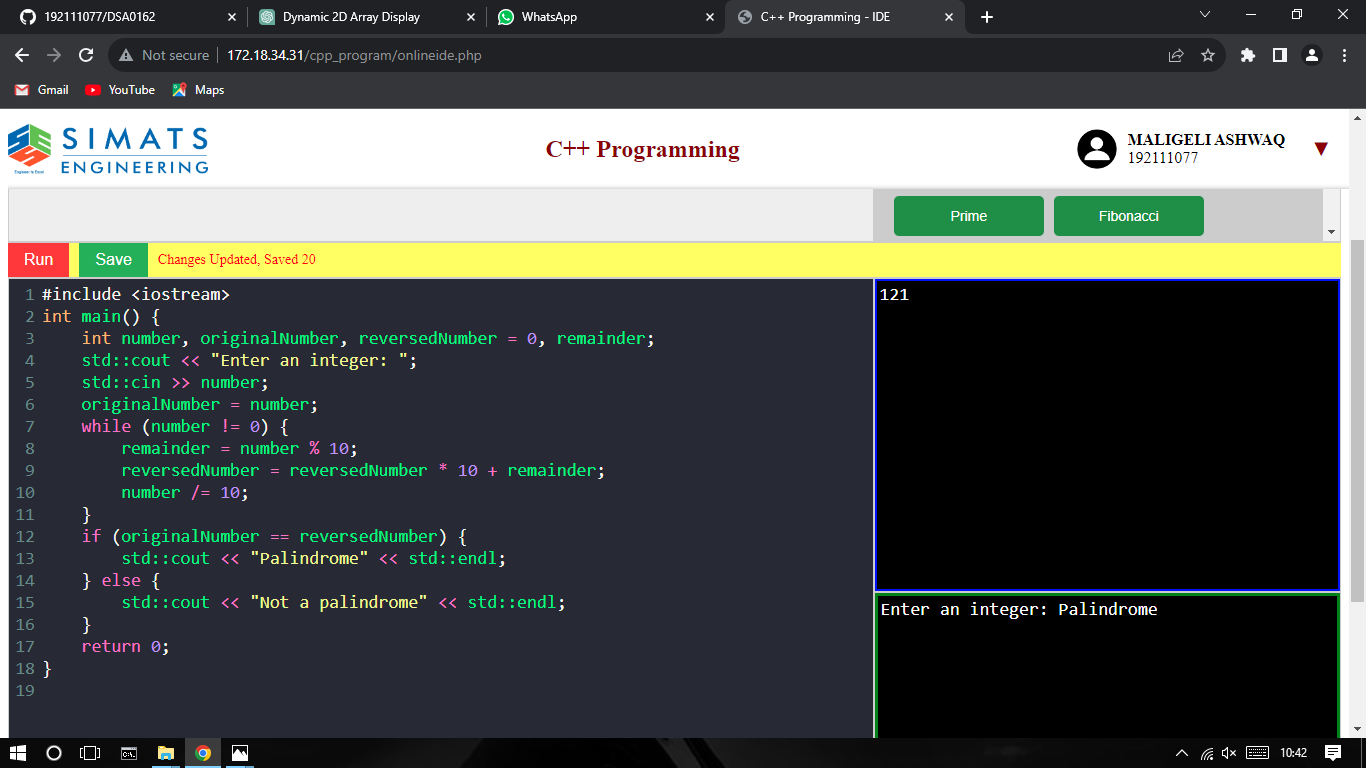 192111077/DSA0162
Dynamic 2D Array Display
WhatsApp
C++ Programming - IDE
Not secure
172.18.34.31/cpp_program/onlineide.php
Gmail
YouTube
Maps
SIMATS
ENGINEERING
Engineer to Excel
C++ Programming
MALIGELI ASHWAQ
192111077
Prime
Fibonacci
Run
Save
Changes Updated, Saved 20
1 #include <iostream>
2 int main() {
3     int number, originalNumber, reversedNumber = 0, remainder;
4     std::cout << "Enter an integer: ";
5     std::cin >> number;
6     originalNumber = number;
7     while (number != 0) {
8         remainder = number % 10;
9         reversedNumber = reversedNumber * 10 + remainder;
10         number /= 10;
11     }
12     if (originalNumber == reversedNumber) {
13         std::cout << "Palindrome" << std::endl;
14     } else {
15         std::cout << "Not a palindrome" << std::endl;
16     }
17     return 0;
18 }
19
121
Enter an integer: Palindrome
10:42